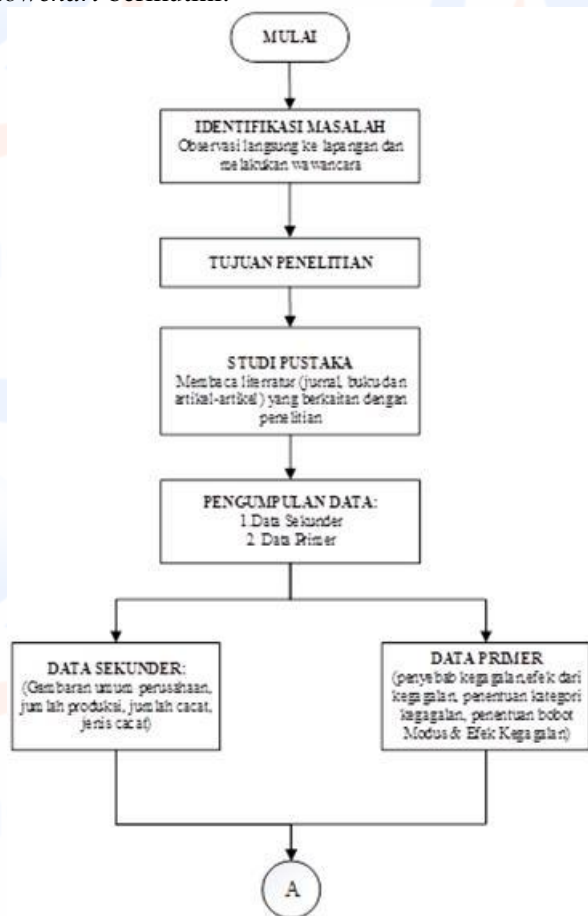 berikutini:
MULAI
IDENTIFIKASI MASALAH
Observasi langsung ke lapangan dan
melakukan wawancara
TUJUAN PENELITIAN
STUDI PUSTAKA
Membaca literratur (jurnal, buku dan
artikel-artikel) yang berkaitan dengan
penelitian
PENGUMPULAN DATA:
1.Data Sekunder
2. Data Primer
DATA SEKUNDER:
(Gambaran umum perusahaan,
jumlah produksi, jumlah cacat,
jenis cacat)
DATA PRIMER
(penyebab kegagalan,efek dari
kegagalan, penentuan kategori
kegagalan, penentuan bobot
Modus & Efek Kegagalan)
A